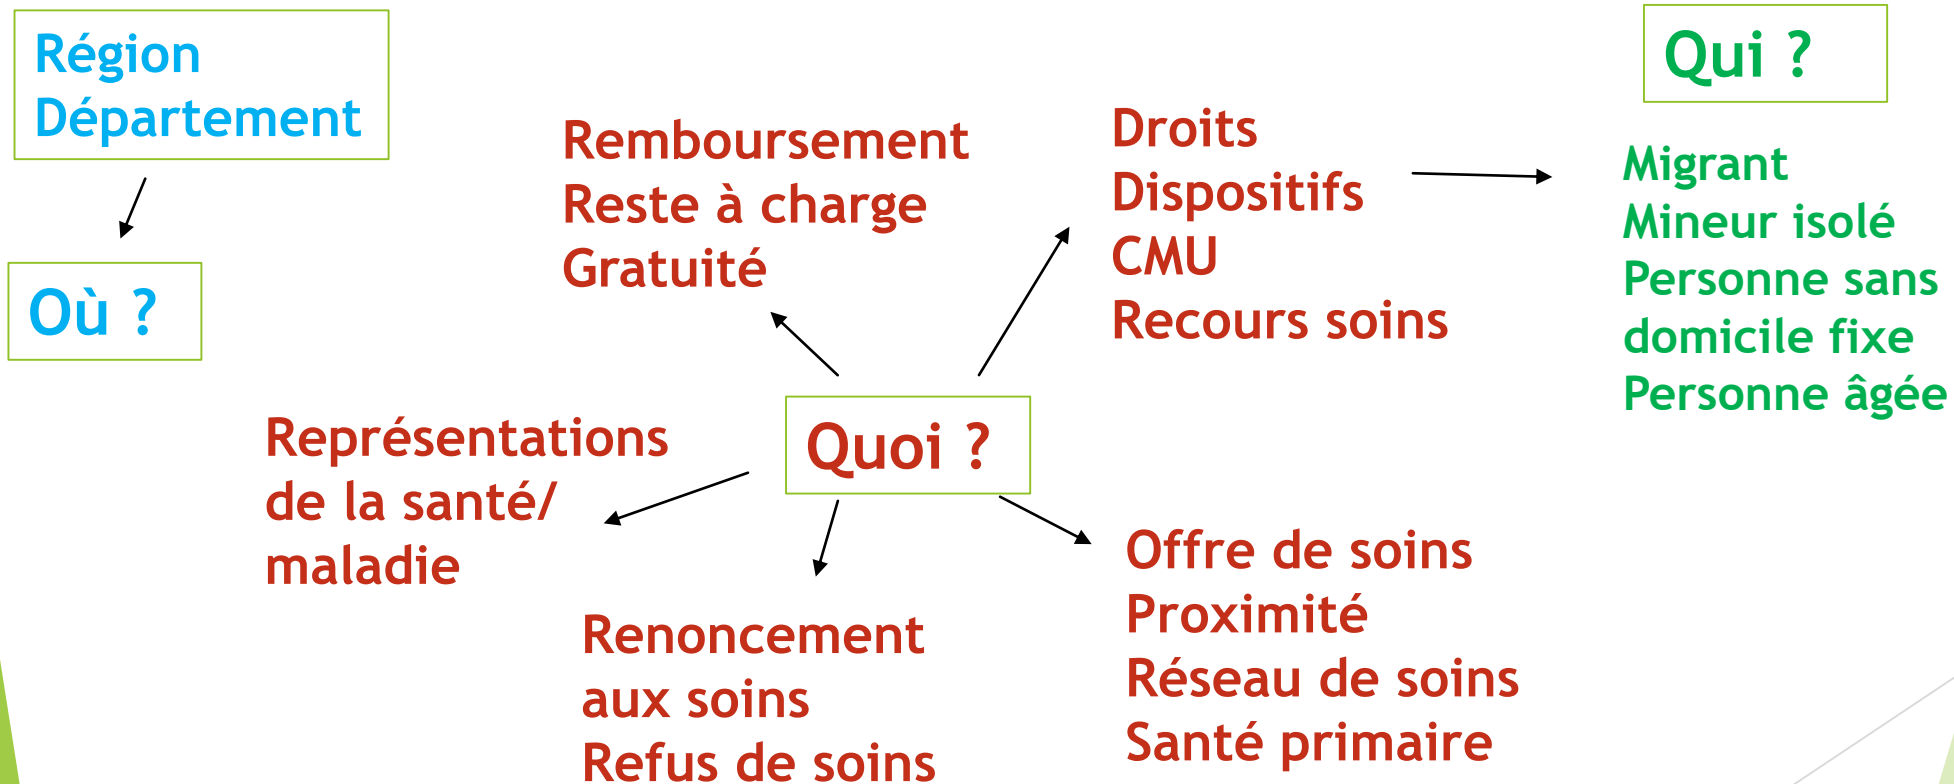 Région
Département
Où ?
Remboursement
Reste à charge
Gratuité
Droits
Dispositifs
CMU
Recours soins
Qui ?
Migrant
Mineur isolé
Personne sans
domicile fixe
Personne âgée
Quoi ?
Représentations
de la santé/
maladie
Renoncement
aux soins
Refus de soins
Offre de soins
Proximité
Réseau de soins
Santé primaire